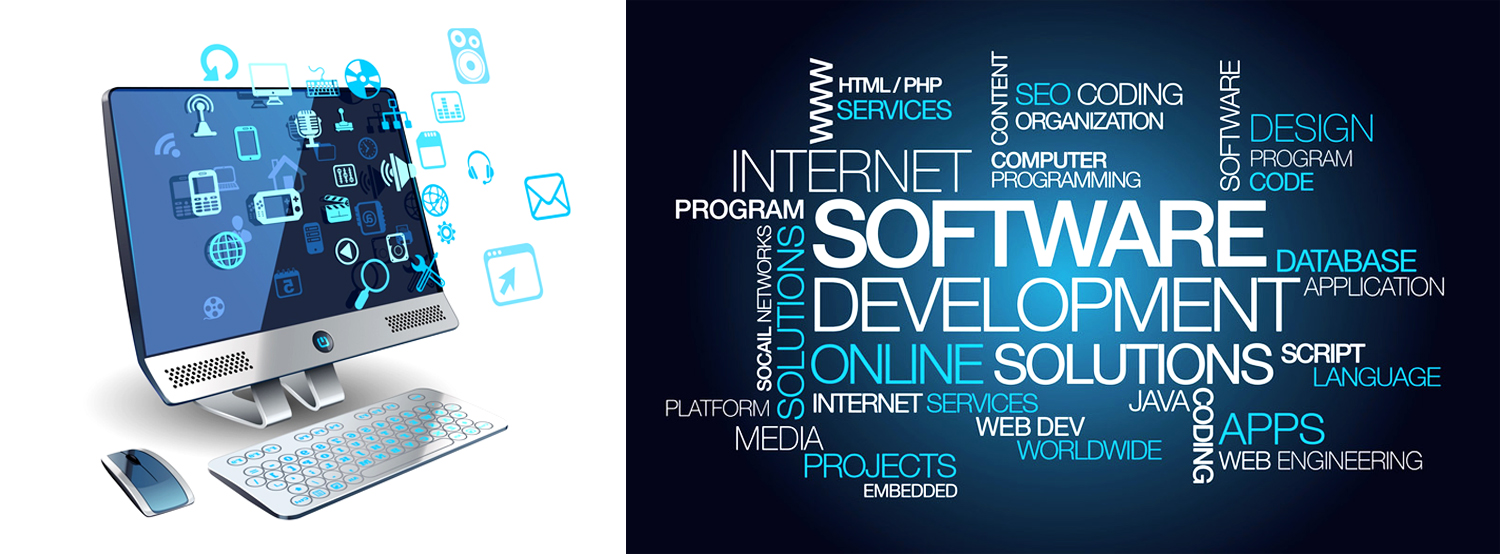 5
WWW
HTML / PHP
SERVICES
CONTENT
SEO CODING
ORGANIZATION
COMPUTER
PROGRAMMING
SOFTWARE
DESIGN
PROGRAM
CODE
INTERNET
PROGRAM
SOFTWARE
DEVELOPMENT
ONLINE SOLUTIONS
SOCAIL NETWORKS
SOLUTIONS
DATABASE
APPLICATION
SCRIPT
LANGUAGE
PLATFORM
INTERNET SERVICES
JAVA
CODING
APPS
WEB ENGINEERING
MEDIA
WEB DEV
WORLDWIDE
PROJECTS
EMBEDDED